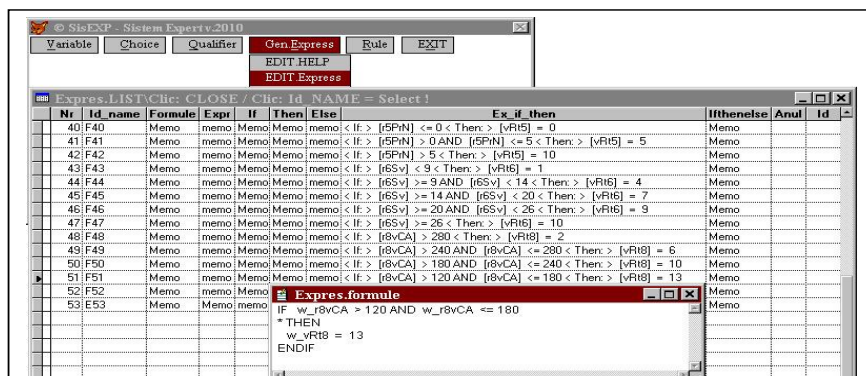 © SisEXP - Sistem Expert v.2010
Variable Choice Qualifier Gen.Express Rule EXIT
EDIT.HELP
EDIT.Express
Expres.LIST\Clic: CLOSE / Clic: Id_NAME = Select !
Nr Id_name Formule Expr If Then Else Ex_if_then Ifthenelse Anul Id
40 F40 Memo memo Memo Memo memo < If: > [r5PrN] <= 0 < Then: > [vRt5] = 0 Memo
41 F41 Memo memo Memo Memo memo < If: > [r5PrN] > 0 AND [r5PrN] <= 5 < Then: > [vRt5] = 5 Memo
42 F42 Memo memo Memo Memo memo < If: > [r5PrN] > 5 < Then: > [vRt5] = 10 Memo
43 F43 Memo memo Memo Memo memo < If: > [r6Sv] < 9 < Then: > [vRt6] = 1 Memo
44 F44 Memo memo Memo Memo memo < If: > [r6Sv] >= 9 AND [r6Sv] < 14 < Then: > [vRt6] = 4 Memo
45 F45 Memo memo Memo Memo memo < If: > [r6Sv] >= 14 AND [r6Sv] < 20 < Then: > [vRt6] = 7 Memo
46 F46 Memo memo Memo Memo memo < If: > [r6Sv] >= 20 AND [r6Sv] < 26 < Then: > [vRt6] = 9 Memo
47 F47 Memo memo Memo Memo memo < If: > [r6Sv] >= 26 < Then: > [vRt6] = 10 Memo
48 F48 Memo memo Memo Memo memo < If: > [r8vCA] > 280 < Then: > [vRt8] = 2 Memo
49 F49 Memo memo Memo Memo memo < If: > [r8vCA] > 240 AND [r8vCA] <= 280 < Then: > [vRt8] = 6 Memo
50 F50 Memo memo Memo Memo memo < If: > [r8vCA] > 180 AND [r8vCA] <= 240 < Then: > [vRt8] = 10 Memo
51 F51 Memo memo Memo Memo memo < If: > [r8vCA] > 120 AND [r8vCA] <= 180 < Then: > [vRt8] = 13 Memo
52 F52 Memo memo Memo Memo memo Memo
53 E53 Memo Memo memo Memo
Expres.formule
IF w_r8vCA > 120 AND w_r8vCA <= 180
* THEN
w_vRt8 = 13
ENDIF